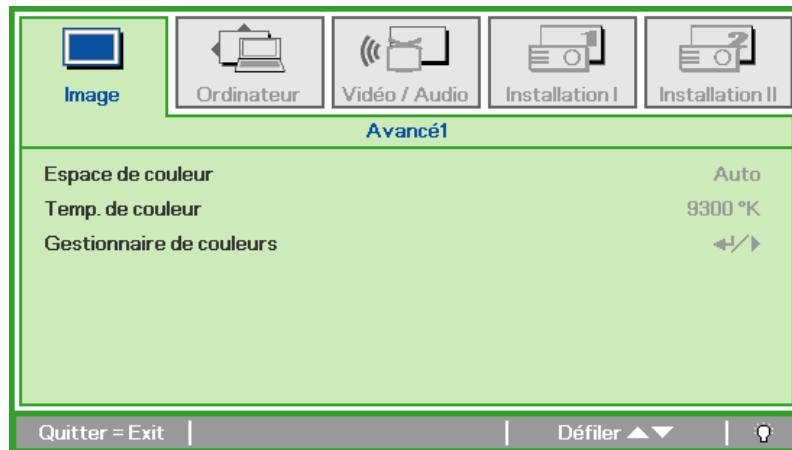 Image
Ordinateur
Vidéo / Audio
Installation I
Installation II
Avancé1
Espace de couleur Auto
Temp. de couleur 9300 °K
Gestionnaire de couleurs
Quitter = Exit Défiler